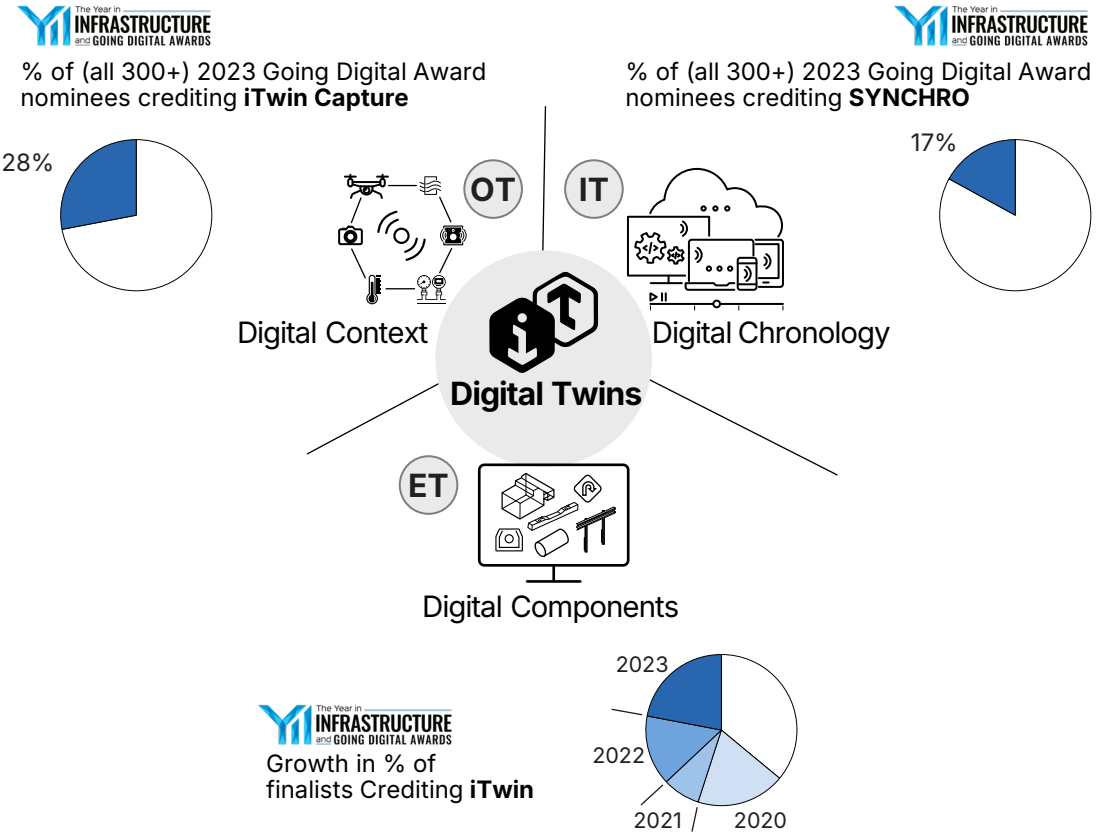 The Year in
INFRASTRUCTURE
and GOING DIGITAL AWARDS
% of (all 300+) 2023 Going Digital Award
nominees crediting iTwin Capture
28%
The Year in
INFRASTRUCTURE
and GOING DIGITAL AWARDS
% of (all 300+) 2023 Going Digital Award
nominees crediting SYNCHRO
17%
OT
IT
</>
</>
Digital Context
Digital Chronology
i
Digital Twins
ET
Digital Components
The Year in
INFRASTRUCTURE
and GOING DIGITAL AWARDS
Growth in % of
finalists Crediting iTwin
2023
2022
2021
2020